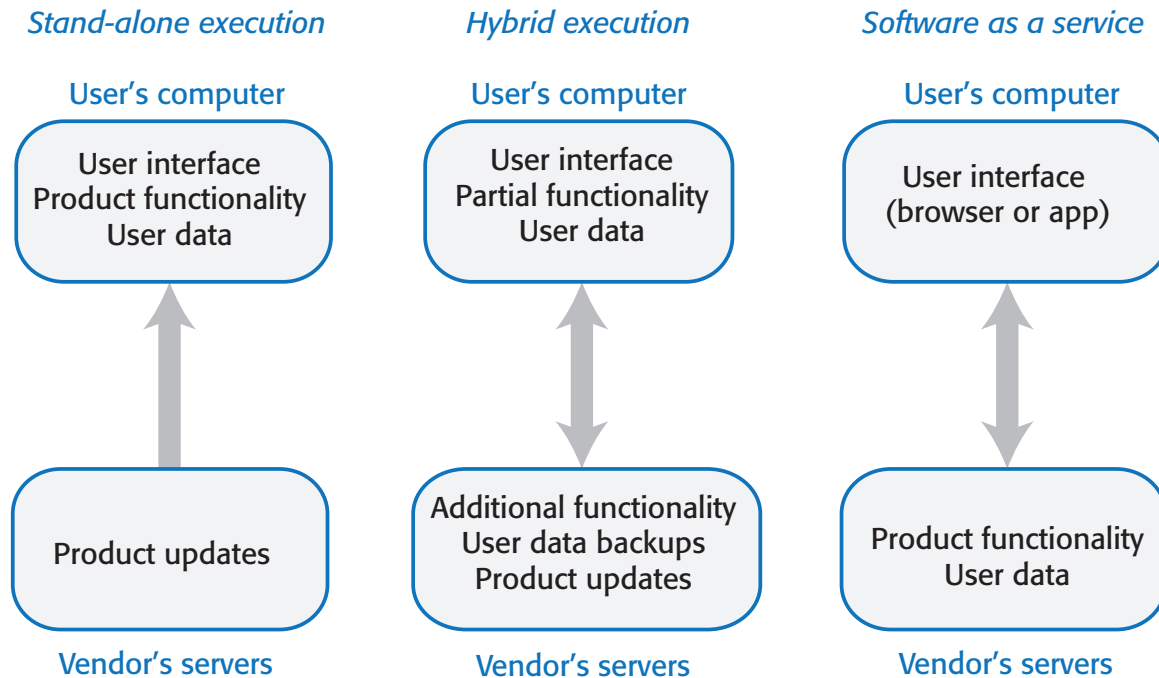 Stand-alone execution
User's computer
User interface
Product functionality
User data
Product updates
Vendor's servers
Hybrid execution
User's computer
User interface
Partial functionality
User data
Additional functionality
User data backups
Product updates
Vendor's servers
Software as a service
User's computer
User interface
(browser or app)
Product functionality
User data
Vendor's servers